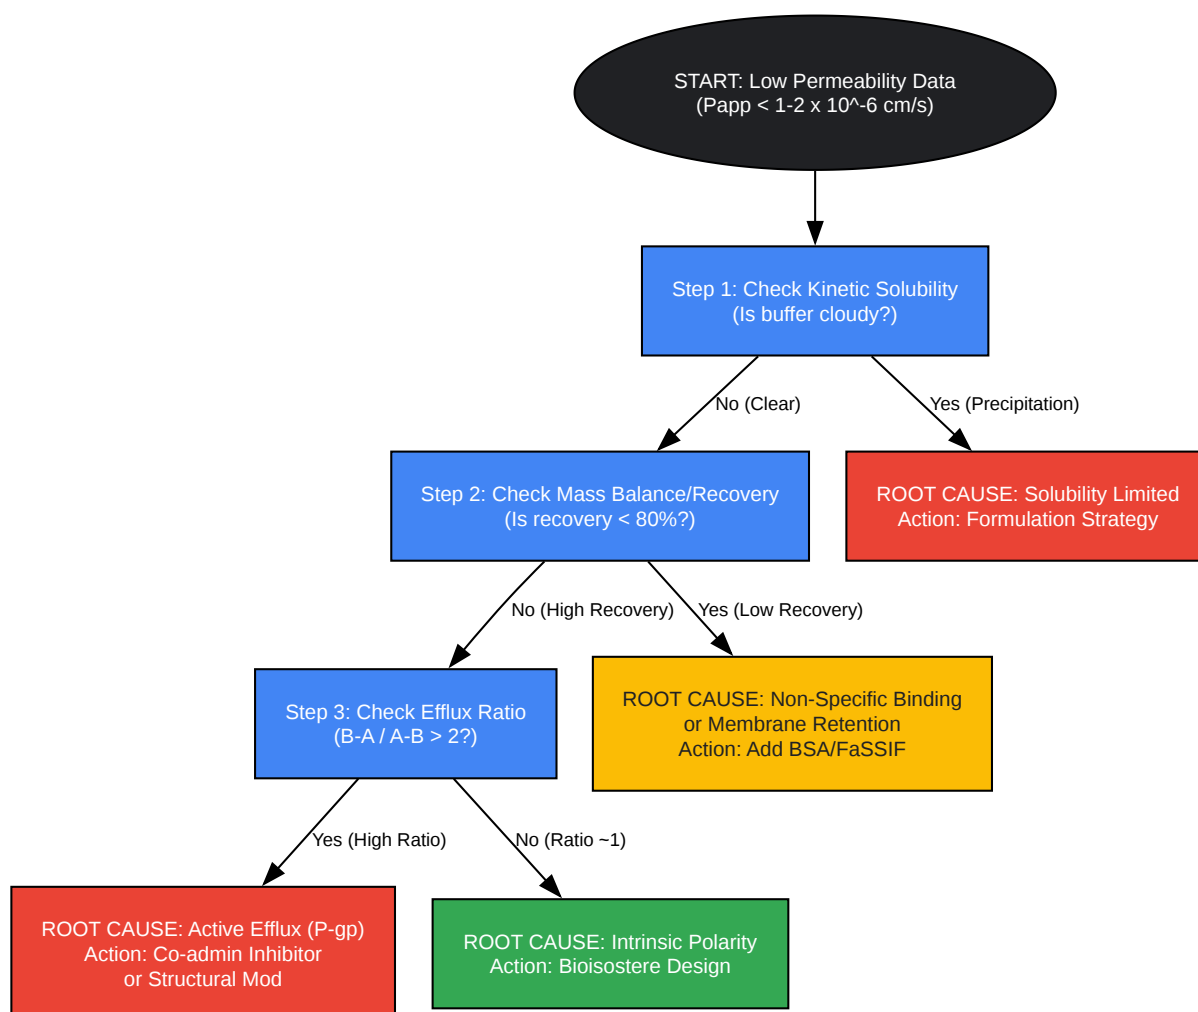 START: Low Permeability Data
(Papp < 1-2 x 10^-6 cm/s)
Step 1: Check Kinetic Solubility
(Is buffer cloudy?)
No (Clear)
Yes (Precipitation)
Step 2: Check Mass Balance/Recovery
(Is recovery < 80%?)
ROOT CAUSE: Solubility Limited
Action: Formulation Strategy
No (High Recovery)
Yes (Low Recovery)
Step 3: Check Efflux Ratio
(B-A / A-B > 2?)
ROOT CAUSE: Non-Specific Binding
or Membrane Retention
Action: Add BSA/FaSSIF
Yes (High Ratio)
No (Ratio ~1)
ROOT CAUSE: Active Efflux (P-gp)
Action: Co-admin Inhibitor
or Structural Mod
ROOT CAUSE: Intrinsic Polarity
Action: Bioisostere Design